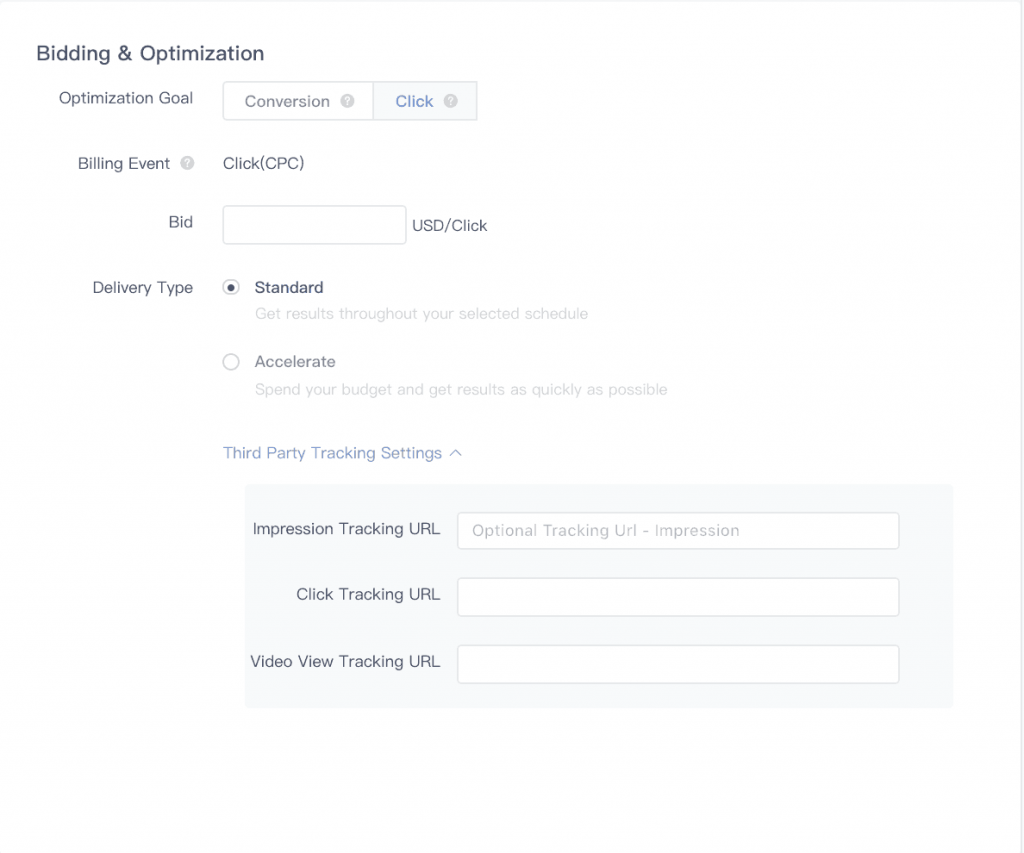 Bidding & Optimization
Optimization Goal Conversion ? Click ?
Billing Event ? Click(CPC)
Bid USD/Click
Delivery Type Standard
Get results throughout your selected schedule
Accelerate
Spend your budget and get results as quickly as possible
Third Party Tracking Settings
Impression Tracking URL Optional Tracking Url - Impression
Click Tracking URL
Video View Tracking URL